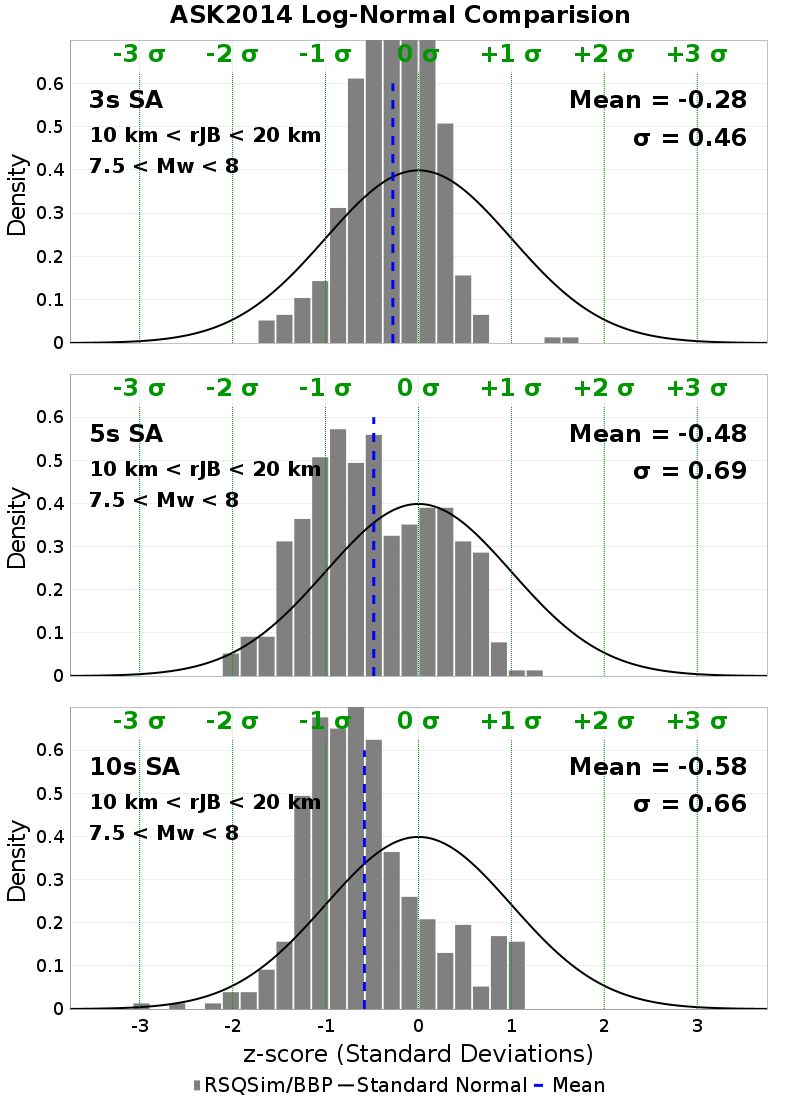 ASK2014 Log-Normal Comparision
-3 σ -2 σ -1 σ 0 σ +1 σ +2 σ +3 σ
3s SA
10 km < rJB < 20 km
7.5 < Mw < 8
Mean = -0.28
σ = 0.46
Density
0.6
0.5
0.4
0.3
0.2
0.1
0
-3 σ -2 σ -1 σ 0 σ +1 σ +2 σ +3 σ
5s SA
10 km < rJB < 20 km
7.5 < Mw < 8
Mean = -0.48
σ = 0.69
Density
0.6
0.5
0.4
0.3
0.2
0.1
0
-3 σ -2 σ -1 σ 0 σ +1 σ +2 σ +3 σ
10s SA
10 km < rJB < 20 km
7.5 < Mw < 8
Mean = -0.58
σ = 0.66
Density
0.6
0.5
0.4
0.3
0.2
0.1
0
-3 -2 -1 0 1 2 3
z-score (Standard Deviations)
RSQSim/BBP Standard Normal Mean